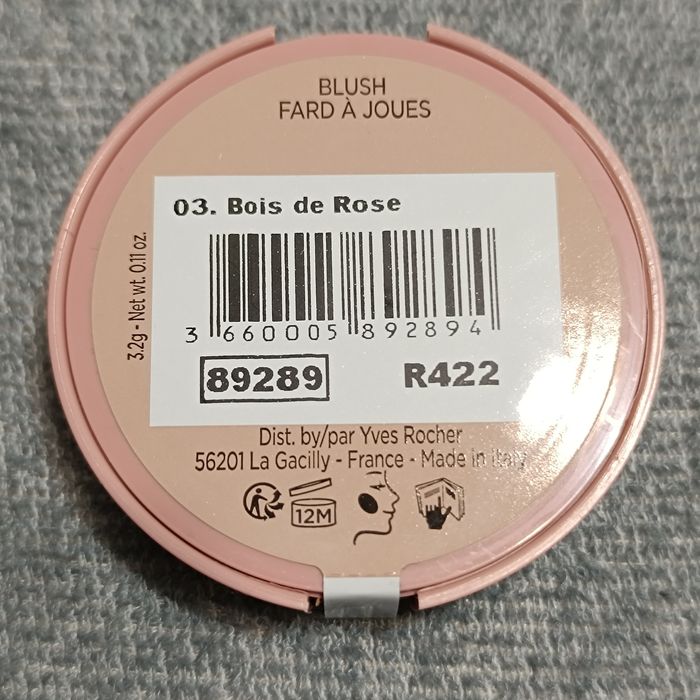 BLUSH
FARD À JOUES
03. Bois de Rose
3.2g - Net wt. 0.11 oz.
3 660005 892894
89289 R422
Dist. by/par Yves Rocher
56201 La Gacilly - France - Made in Italy
12M